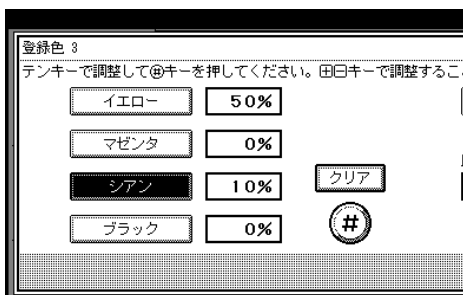 登録色 3
テンキーで調整して#キーを押してください。⊞⊟キーで調整するこ
イエロー 50%
マゼンタ 0%
シアン 10%
クリア
ブラック 0%
#